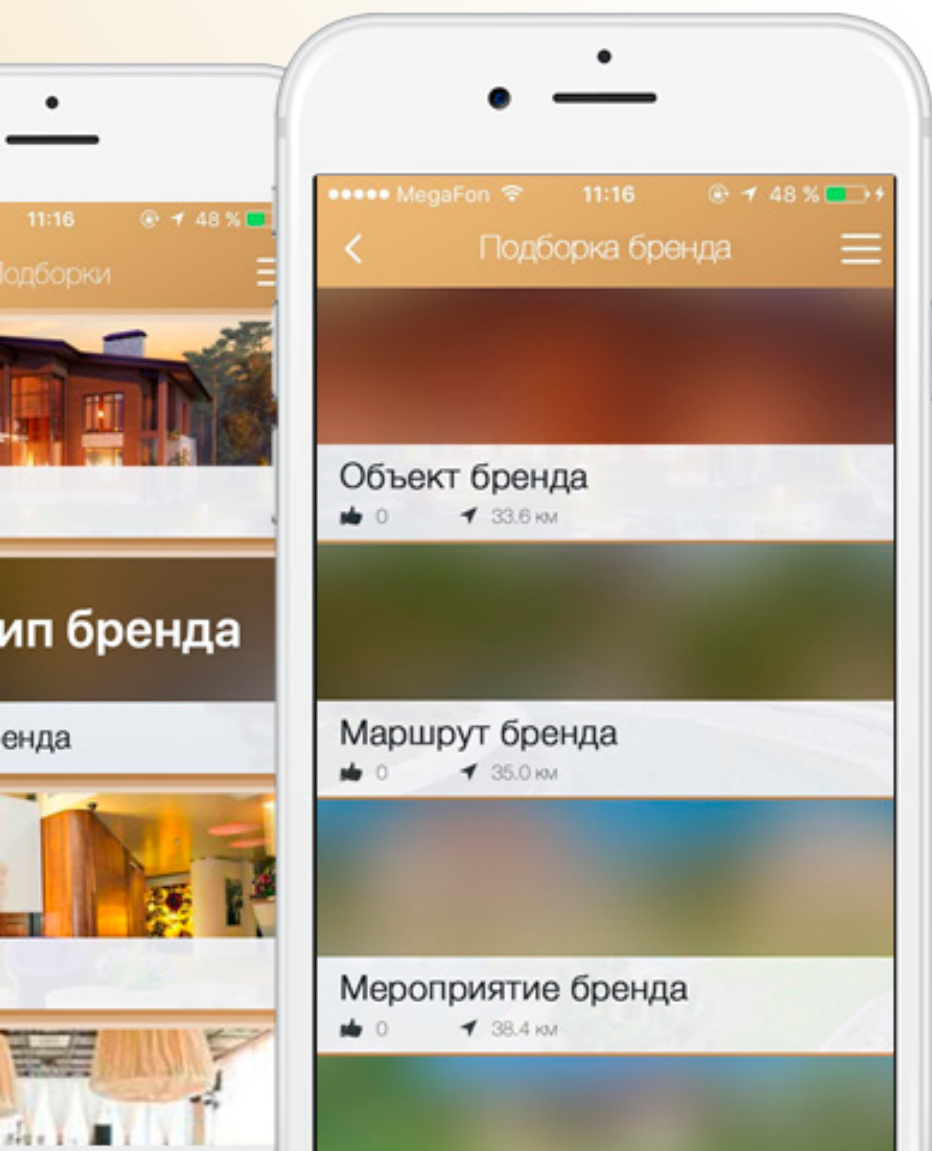 11:16 48 %
Подборки
ип бренда
енда
MegaFon 11:16 48 %
Подборка бренда
Объект бренда
0 33.6 км
Маршрут бренда
0 35.0 км
Мероприятие бренда
0 38.4 км